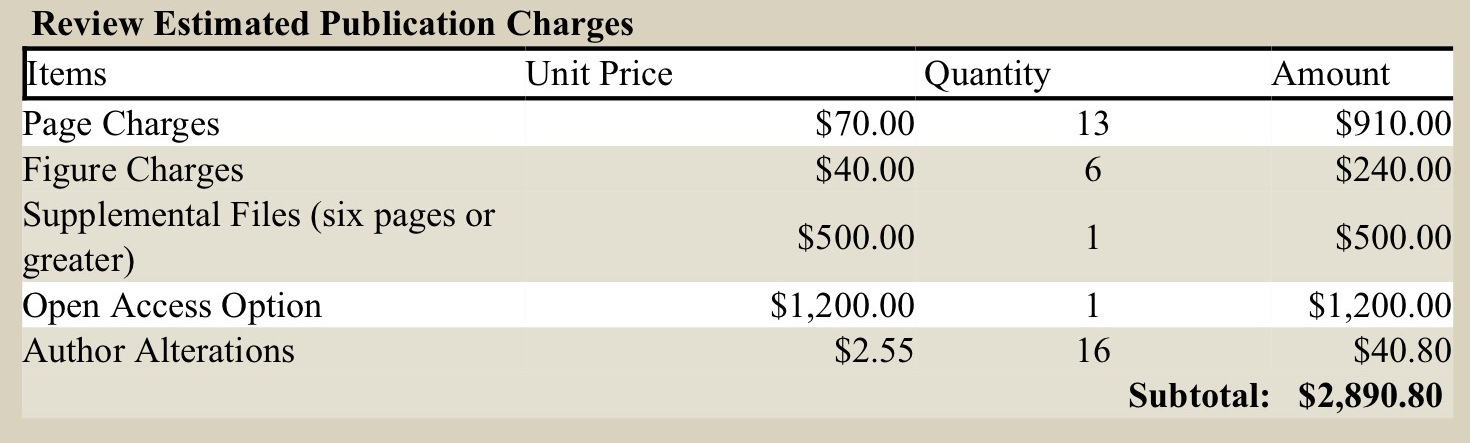 Review Estimated Publication Charges
Items Unit Price Quantity Amount
Page Charges $70.00 13 $910.00
Figure Charges $40.00 6 $240.00
Supplemental Files (six pages or
greater) $500.00 1 $500.00
Open Access Option $1,200.00 1 $1,200.00
Author Alterations $2.55 16 $40.80
Subtotal: $2,890.80